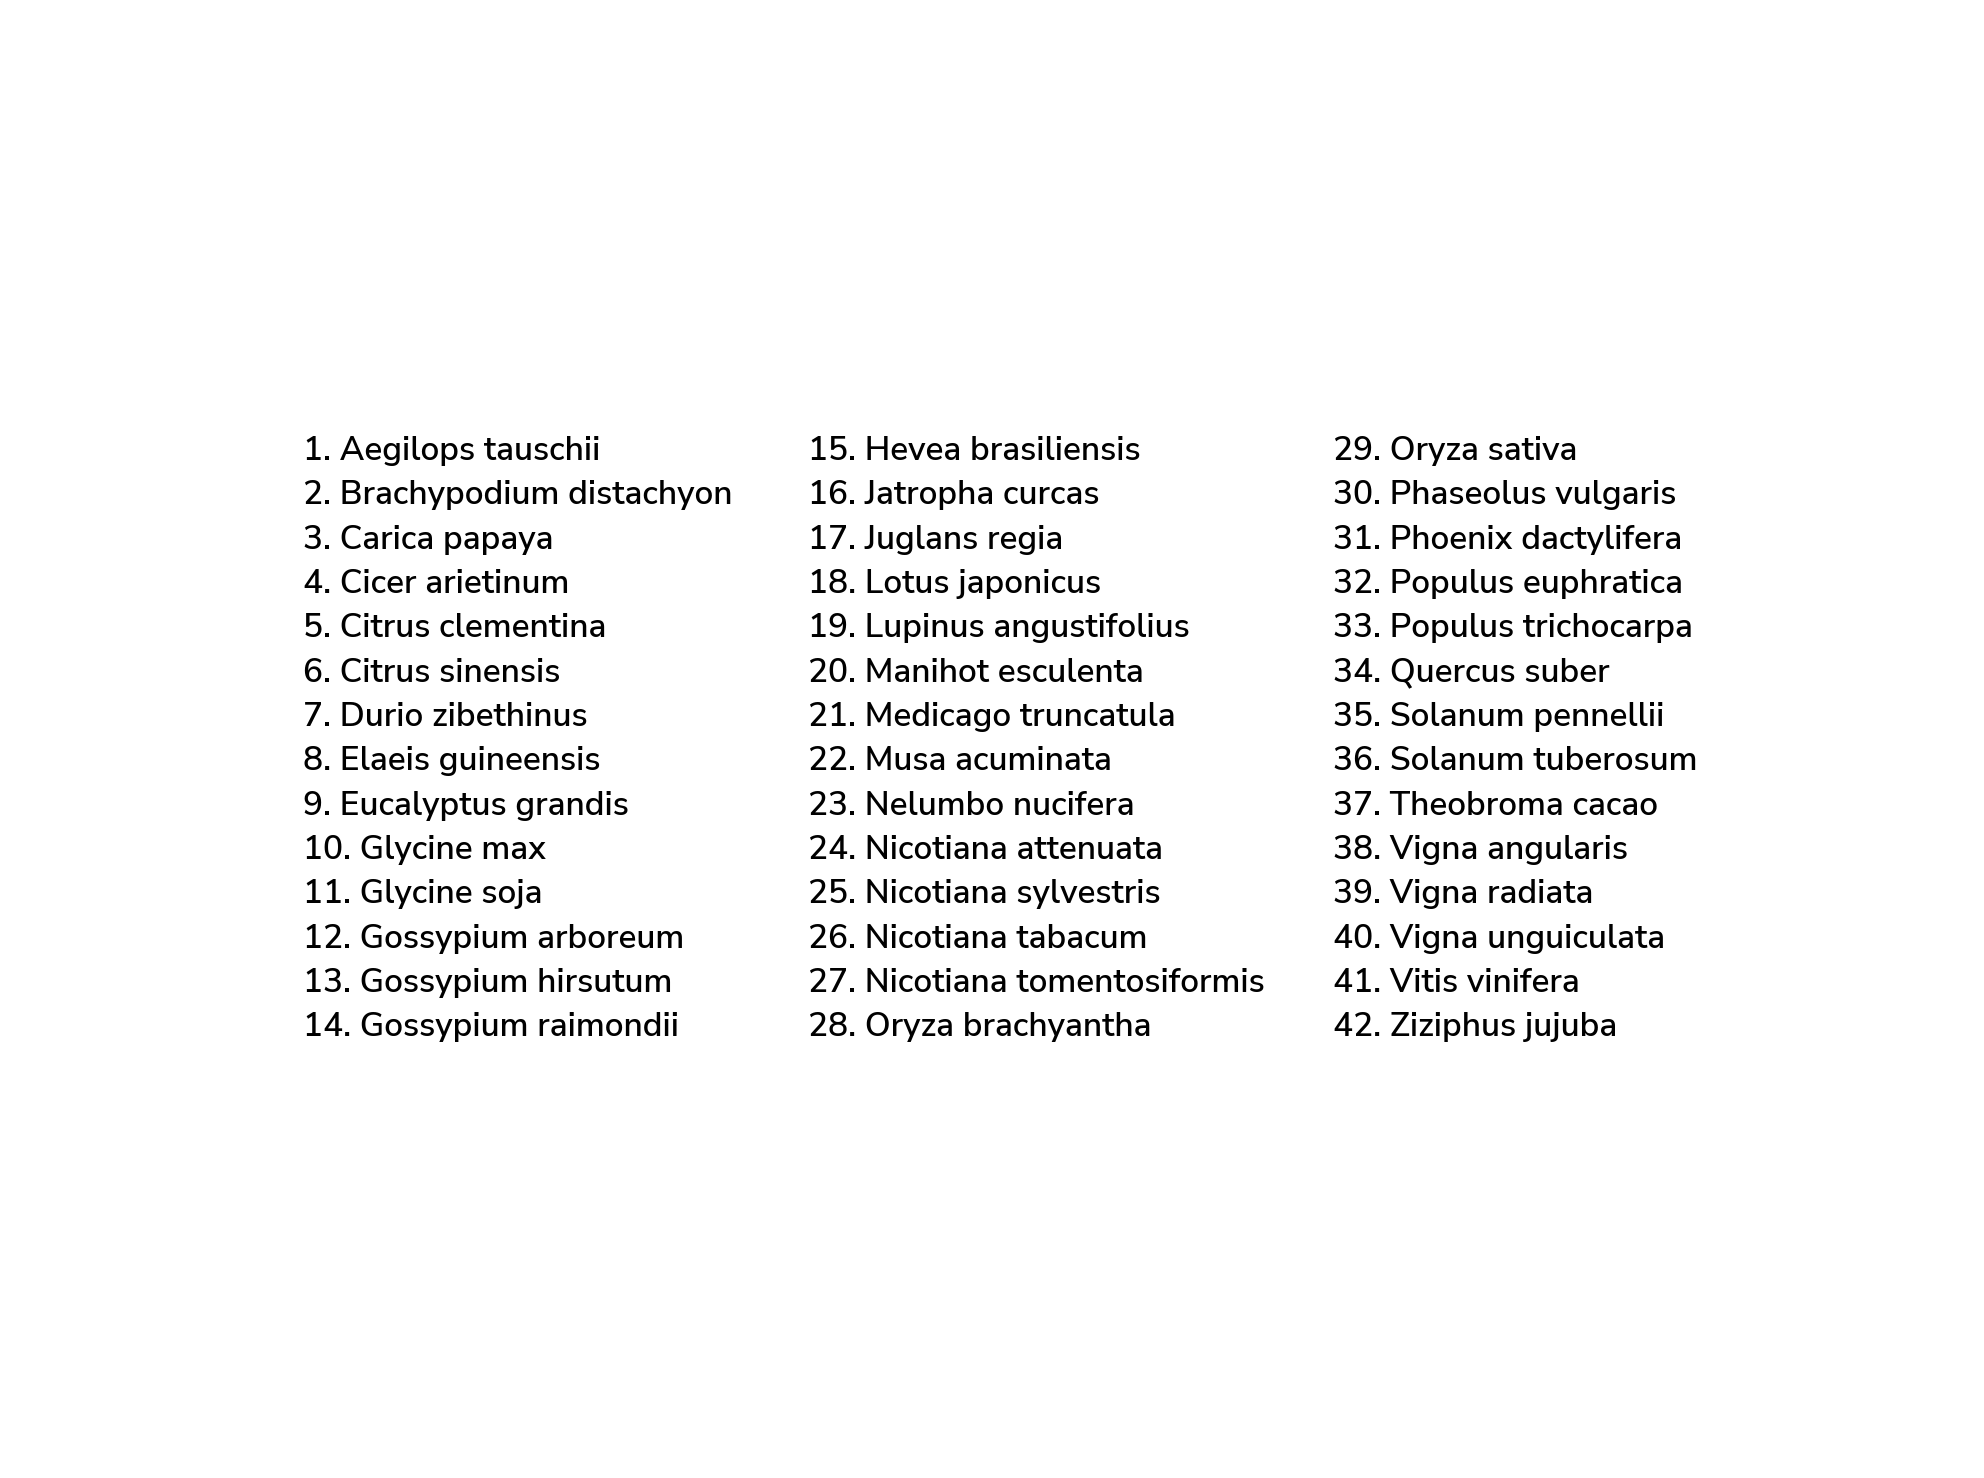 1. Aegilops tauschii
2. Brachypodium distachyon
3. Carica papaya
4. Cicer arietinum
5. Citrus clementina
6. Citrus sinensis
7. Durio zibethinus
8. Elaeis guineensis
9. Eucalyptus grandis
10. Glycine max
11. Glycine soja
12. Gossypium arboreum
13. Gossypium hirsutum
14. Gossypium raimondii
15. Hevea brasiliensis
16. Jatropha curcas
17. Juglans regia
18. Lotus japonicus
19. Lupinus angustifolius
20. Manihot esculenta
21. Medicago truncatula
22. Musa acuminata
23. Nelumbo nucifera
24. Nicotiana attenuata
25. Nicotiana sylvestris
26. Nicotiana tabacum
27. Nicotiana tomentosiformis
28. Oryza brachyantha
29. Oryza sativa
30. Phaseolus vulgaris
31. Phoenix dactylifera
32. Populus euphratica
33. Populus trichocarpa
34. Quercus suber
35. Solanum pennellii
36. Solanum tuberosum
37. Theobroma cacao
38. Vigna angularis
39. Vigna radiata
40. Vigna unguiculata
41. Vitis vinifera
42. Ziziphus jujuba